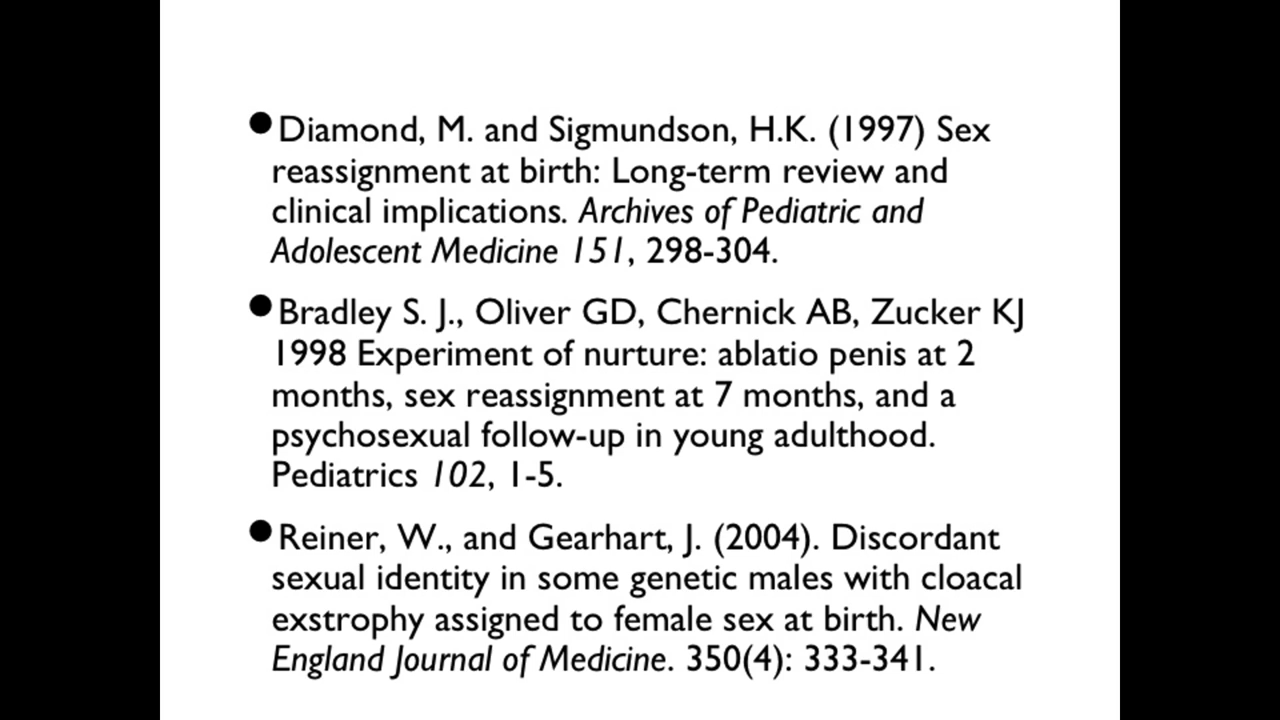 •Diamond, M. and Sigmundson, H.K. (1997) Sex
reassignment at birth: Long-term review and
clinical implications. Archives of Pediatric and
Adolescent Medicine 151, 298-304.
•Bradley S. J., Oliver GD, Chernick AB, Zucker KJ
1998 Experiment of nurture: ablatio penis at 2
months, sex reassignment at 7 months, and a
psychosexual follow-up in young adulthood.
Pediatrics 102, 1-5.
•Reiner, W., and Gearhart, J. (2004). Discordant
sexual identity in some genetic males with cloacal
exstrophy assigned to female sex at birth. New
England Journal of Medicine. 350(4): 333-341.